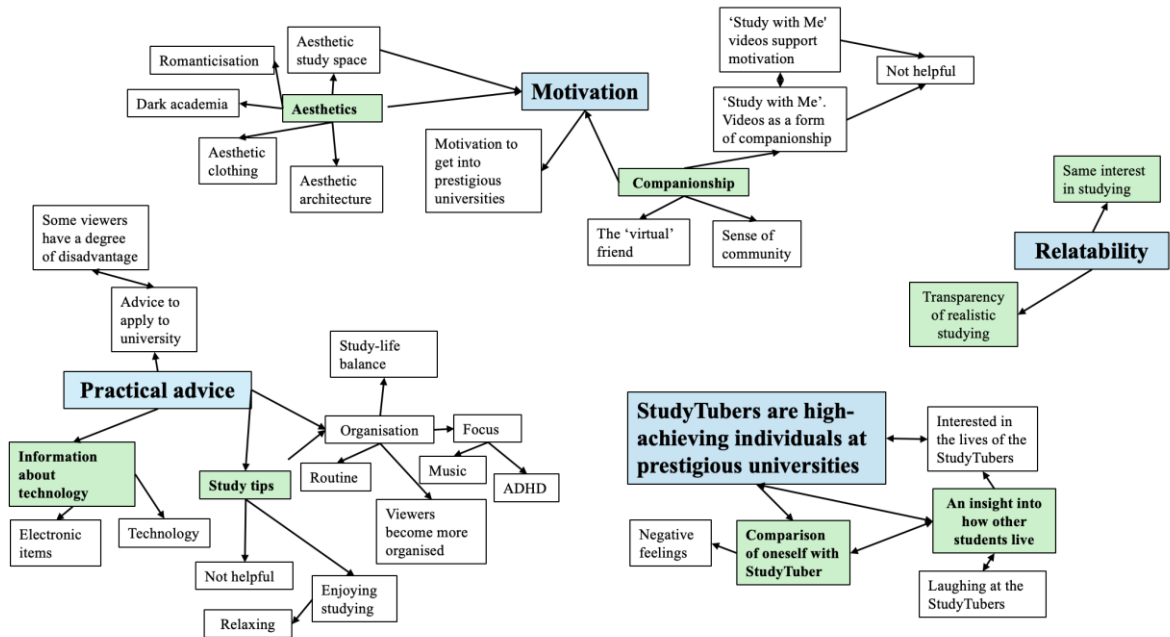 Romanticisation
Aesthetic
study space
Dark academia
Aesthetics
Aesthetic
clothing
Aesthetic
architecture
Motivation
Motivation to
get into
prestigious
universities
‘Study with Me'
videos support
motivation
Not helpful
‘Study with Me’.
Videos as a form
of companionship
Companionship
The ‘virtual’
friend
Sense of
community
Same interest
in studying
Relatability
Transparency
of realistic
studying
Some viewers
have a degree
of disadvantage
Advice to
apply to
university
Practical advice
Information
about
technology
Electronic
items
Technology
Study tips
Not helpful
Enjoying
studying
Relaxing
Study-life
balance
Organisation
Focus
Routine
Music
ADHD
Viewers
become more
organised
StudyTubers are high-
achieving individuals at
prestigious universities
Interested in
the lives of the
StudyTubers
Negative
feelings
Comparison
of oneself with
StudyTuber
An insight into
how other
students live
Laughing at the
StudyTubers